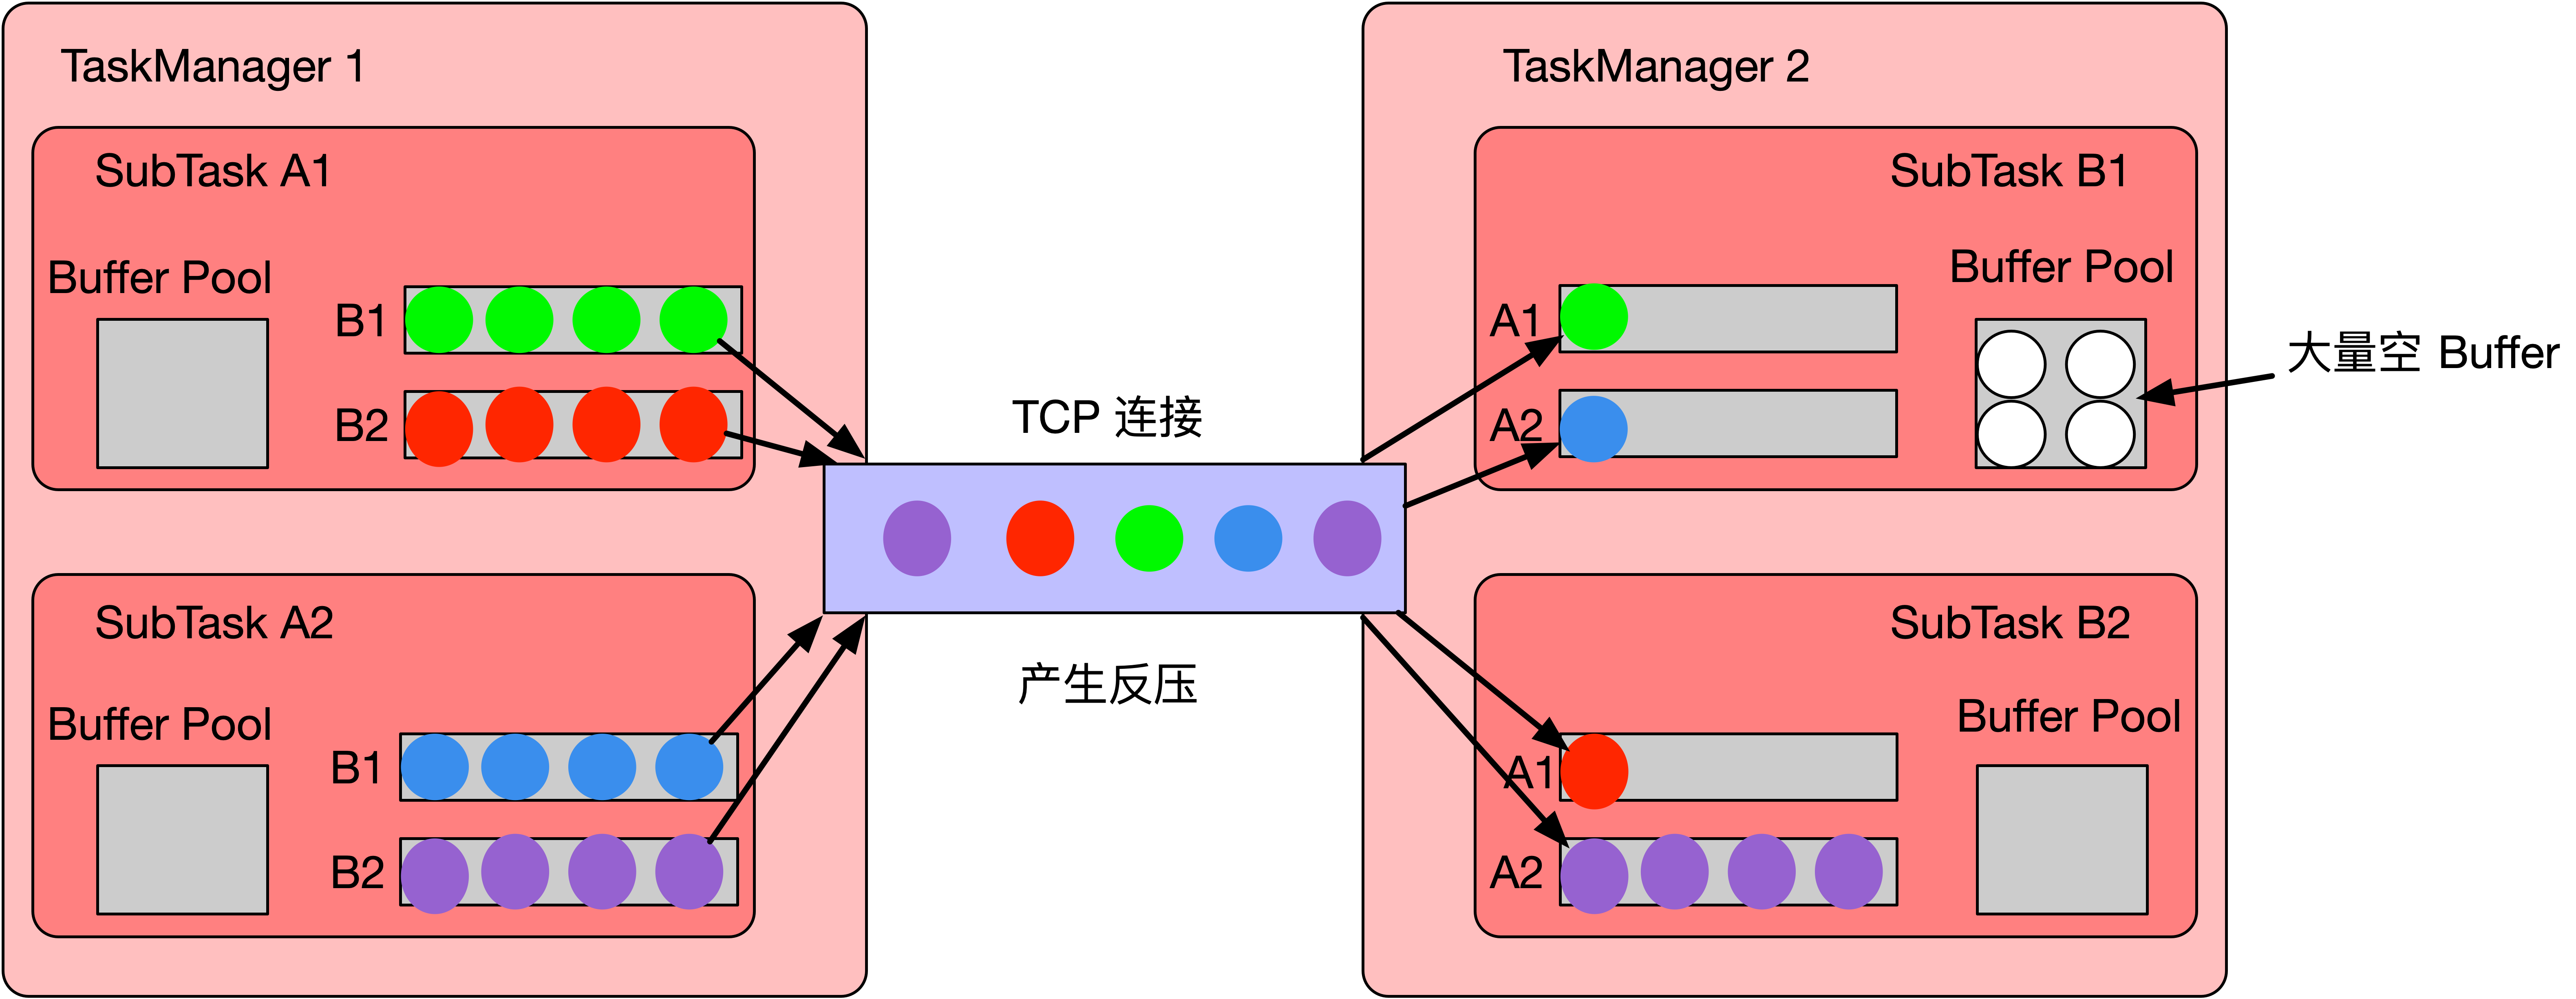 TaskManager 1
SubTask A1
Buffer Pool
B1
B2
SubTask A2
Buffer Pool
B1
B2
TCP 连接
产生反压
TaskManager 2
SubTask B1
Buffer Pool
A1
A2
大量空 Buffer
SubTask B2
Buffer Pool
A1
A2